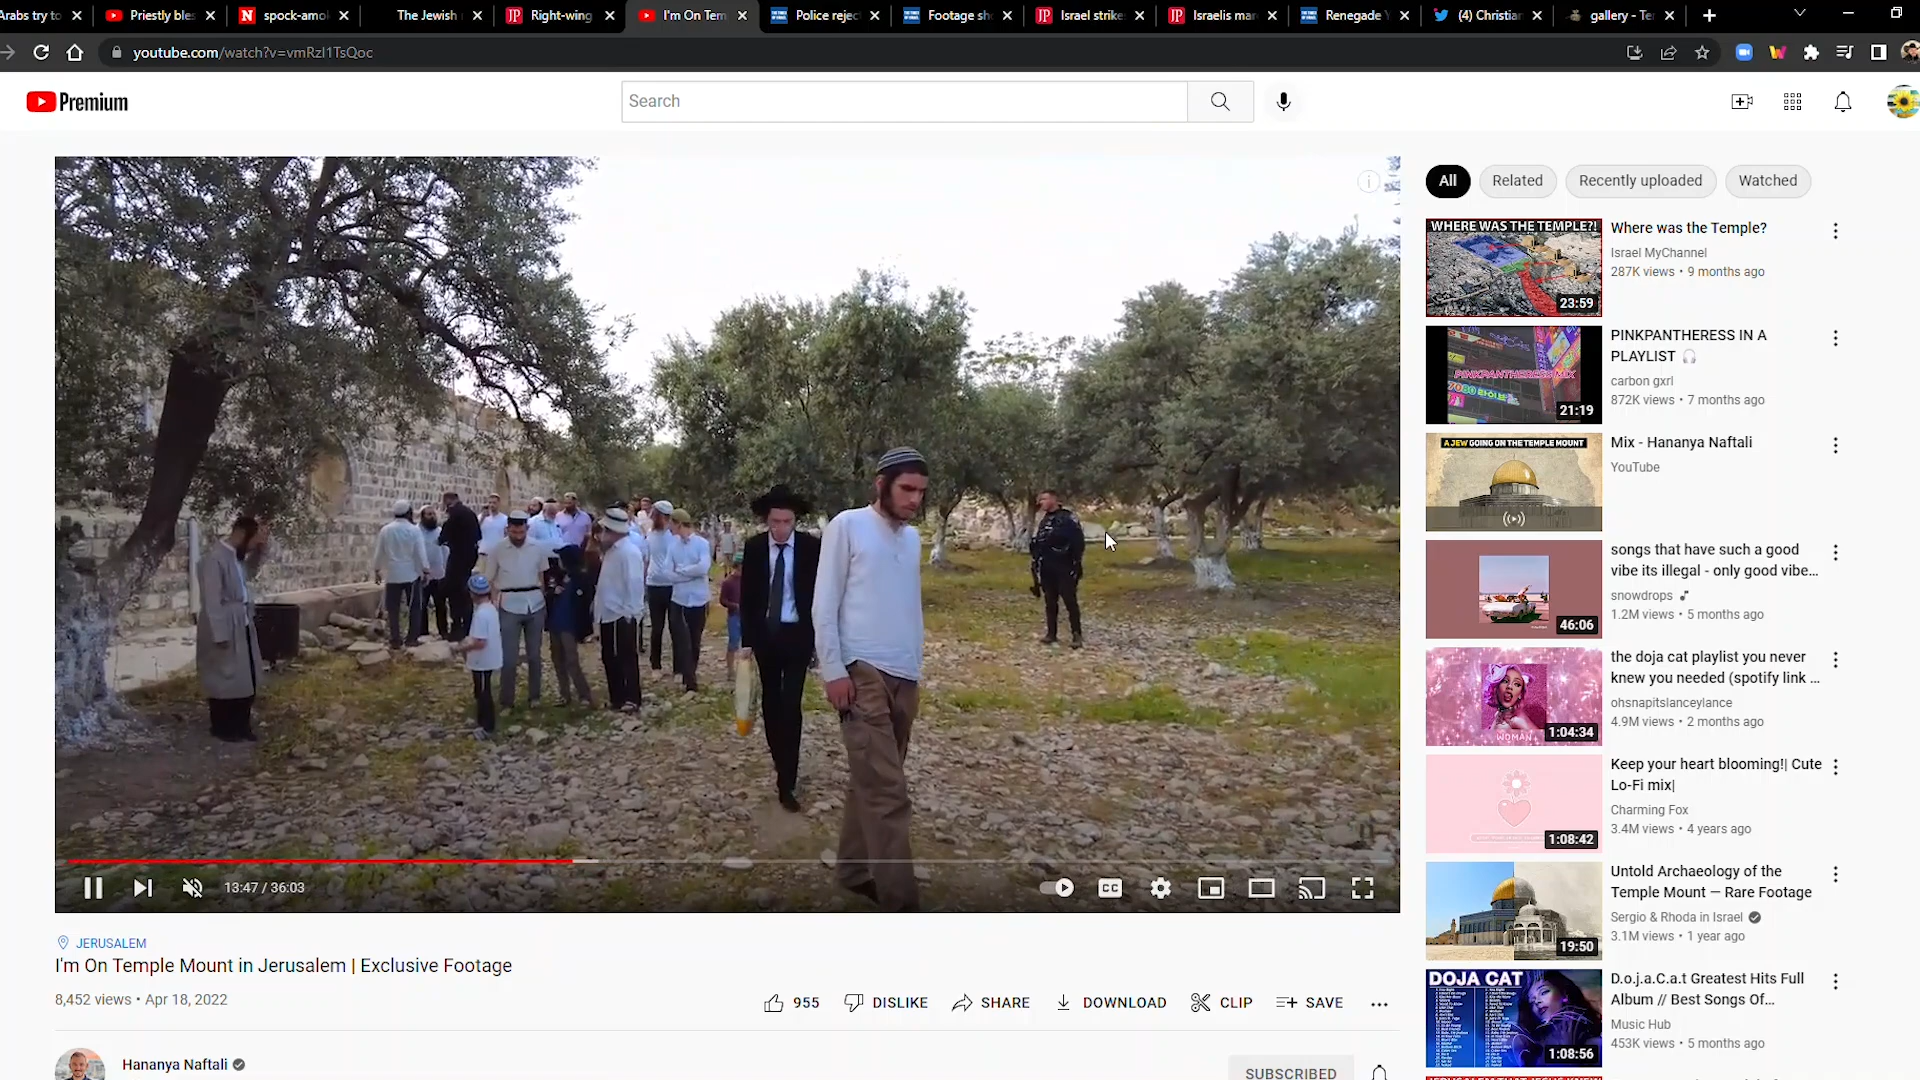 Arabs try to
Priestly bles
spock-amok
The Jewish
Right-wing
I'm On Tem
Police rejec
Footage sh
Israel strike
Israelis mar
Renegade
(4) Christian
gallery - Te
youtube.com/watch?v=vmRzI1TsQoc
Premium
Search
All
Related
Recently uploaded
Watched
WHERE WAS THE TEMPLE?!
23:59
Where was the Temple?
Israel MyChannel
287K views • 9 months ago
PINKPANTHERESS MIX
21:19
PINKPANTHERESS IN A
PLAYLIST 🎧
carbon gxrl
872K views • 7 months ago
A JEW GOING ON THE TEMPLE MOUNT
Mix - Hananya Naftali
YouTube
46:06
songs that have such a good
vibe its illegal - only good vibe...
snowdrops
1.2M views • 5 months ago
WOMAN
1:04:34
the doja cat playlist you never
knew you needed (spotify link ...
ohsnapitslanceylance
4.9M views • 2 months ago
1:08:42
Keep your heart blooming!| Cute
Lo-Fi mix|
Charming Fox
3.4M views • 4 years ago
19:50
Untold Archaeology of the
Temple Mount — Rare Footage
Sergio & Rhoda in Israel
3.1M views • 1 year ago
DOJA CAT
1:08:56
D.o.j.a.C.a.t Greatest Hits Full
Album // Best Songs Of...
Music Hub
453K views • 5 months ago
13:47 / 36:03
CC
JERUSALEM
I'm On Temple Mount in Jerusalem | Exclusive Footage
8,452 views • Apr 18, 2022
955
DISLIKE
SHARE
DOWNLOAD
CLIP
SAVE
Hananya Naftali
SUBSCRIBED